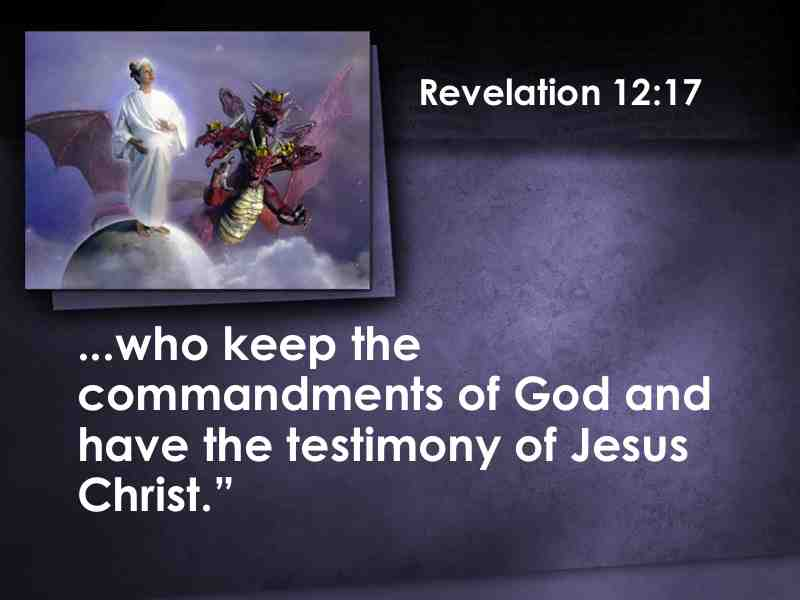 Revelation 12:17
...who keep the
commandments of God and
have the testimony of Jesus
Christ.”